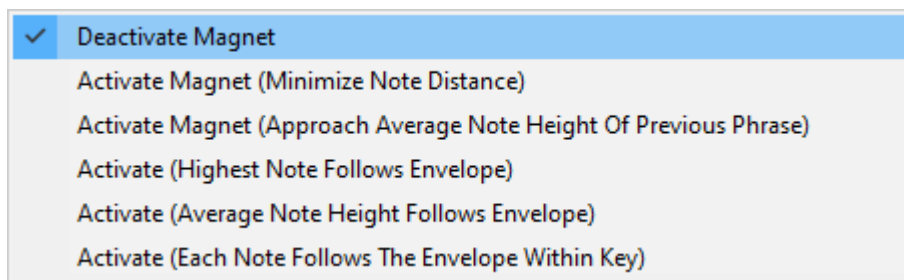 Deactivate Magnet
Activate Magnet (Minimize Note Distance)
Activate Magnet (Approach Average Note Height Of Previous Phrase)
Activate (Highest Note Follows Envelope)
Activate (Average Note Height Follows Envelope)
Activate (Each Note Follows The Envelope Within Key)